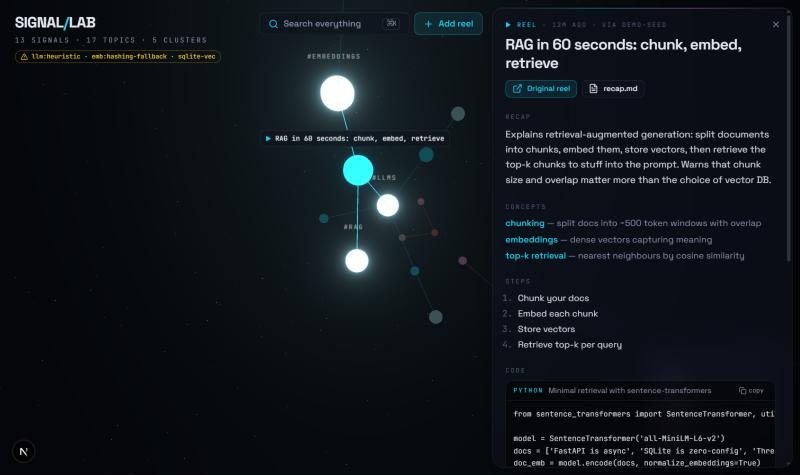 SIGNAL/LAB
13 SIGNALS · 17 TOPICS · 5 CLUSTERS
llm:heuristic · emb:hashing-fallback · sqlite-vec
Search everything ⌘K
+ Add reel
#EMBEDDINGS
RAG in 60 seconds: chunk, embed, retrieve
#LLMS
#RAG
N
REEL · 12M AGO · VIA DEMO-SEED
RAG in 60 seconds: chunk, embed,
retrieve
Original reel
recap.md
RECAP
Explains retrieval-augmented generation: split documents
into chunks, embed them, store vectors, then retrieve the
top-k chunks to stuff into the prompt. Warns that chunk
size and overlap matter more than the choice of vector DB.
CONCEPTS
chunking — split docs into ~500 token windows with overlap
embeddings — dense vectors capturing meaning
top-k retrieval — nearest neighbours by cosine similarity
STEPS
1. Chunk your docs
2. Embed each chunk
3. Store vectors
4. Retrieve top-k per query
CODE
PYTHON Minimal retrieval with sentence-transformers copy
from sentence_transformers import SentenceTransformer, uti
model = SentenceTransformer('all-MiniLM-L6-v2')
docs = ['FastAPI is async', 'SQLite is zero-config', 'Thre
doc_emb = model.encode(docs, normalize_embeddings=True)